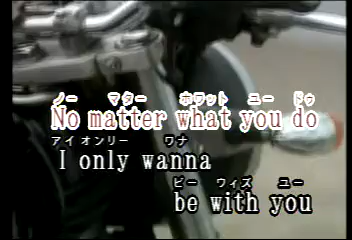 ノー マター ホワット ユー ドゥ
No matter what you do
アイ オンリー ワナ
I only wanna
ビー ウィズ ユー
be with you